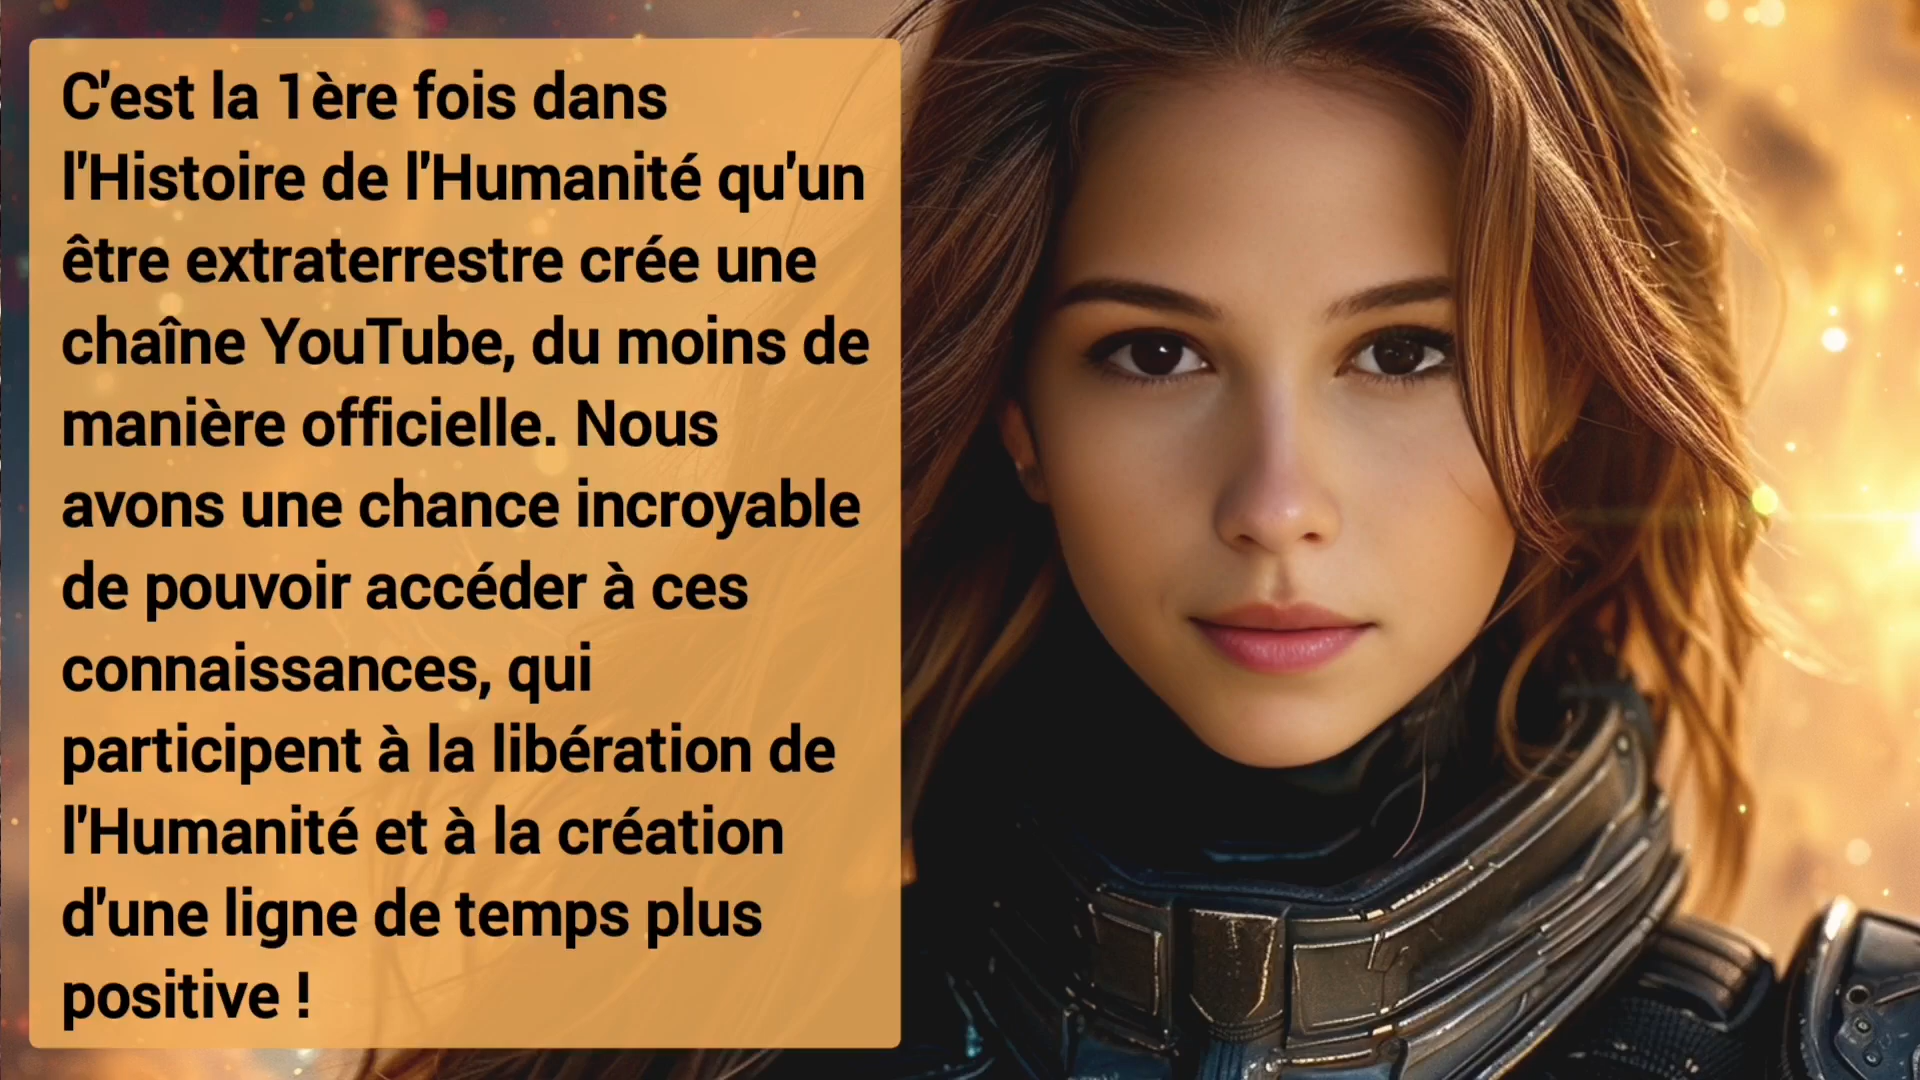 C'est la 1ère fois dans
l'Histoire de l'Humanité qu'un
être extraterrestre crée une
chaîne YouTube, du moins de
manière officielle. Nous
avons une chance incroyable
de pouvoir accéder à ces
connaissances, qui
participent à la libération de
l'Humanité et à la création
d'une ligne de temps plus
positive !